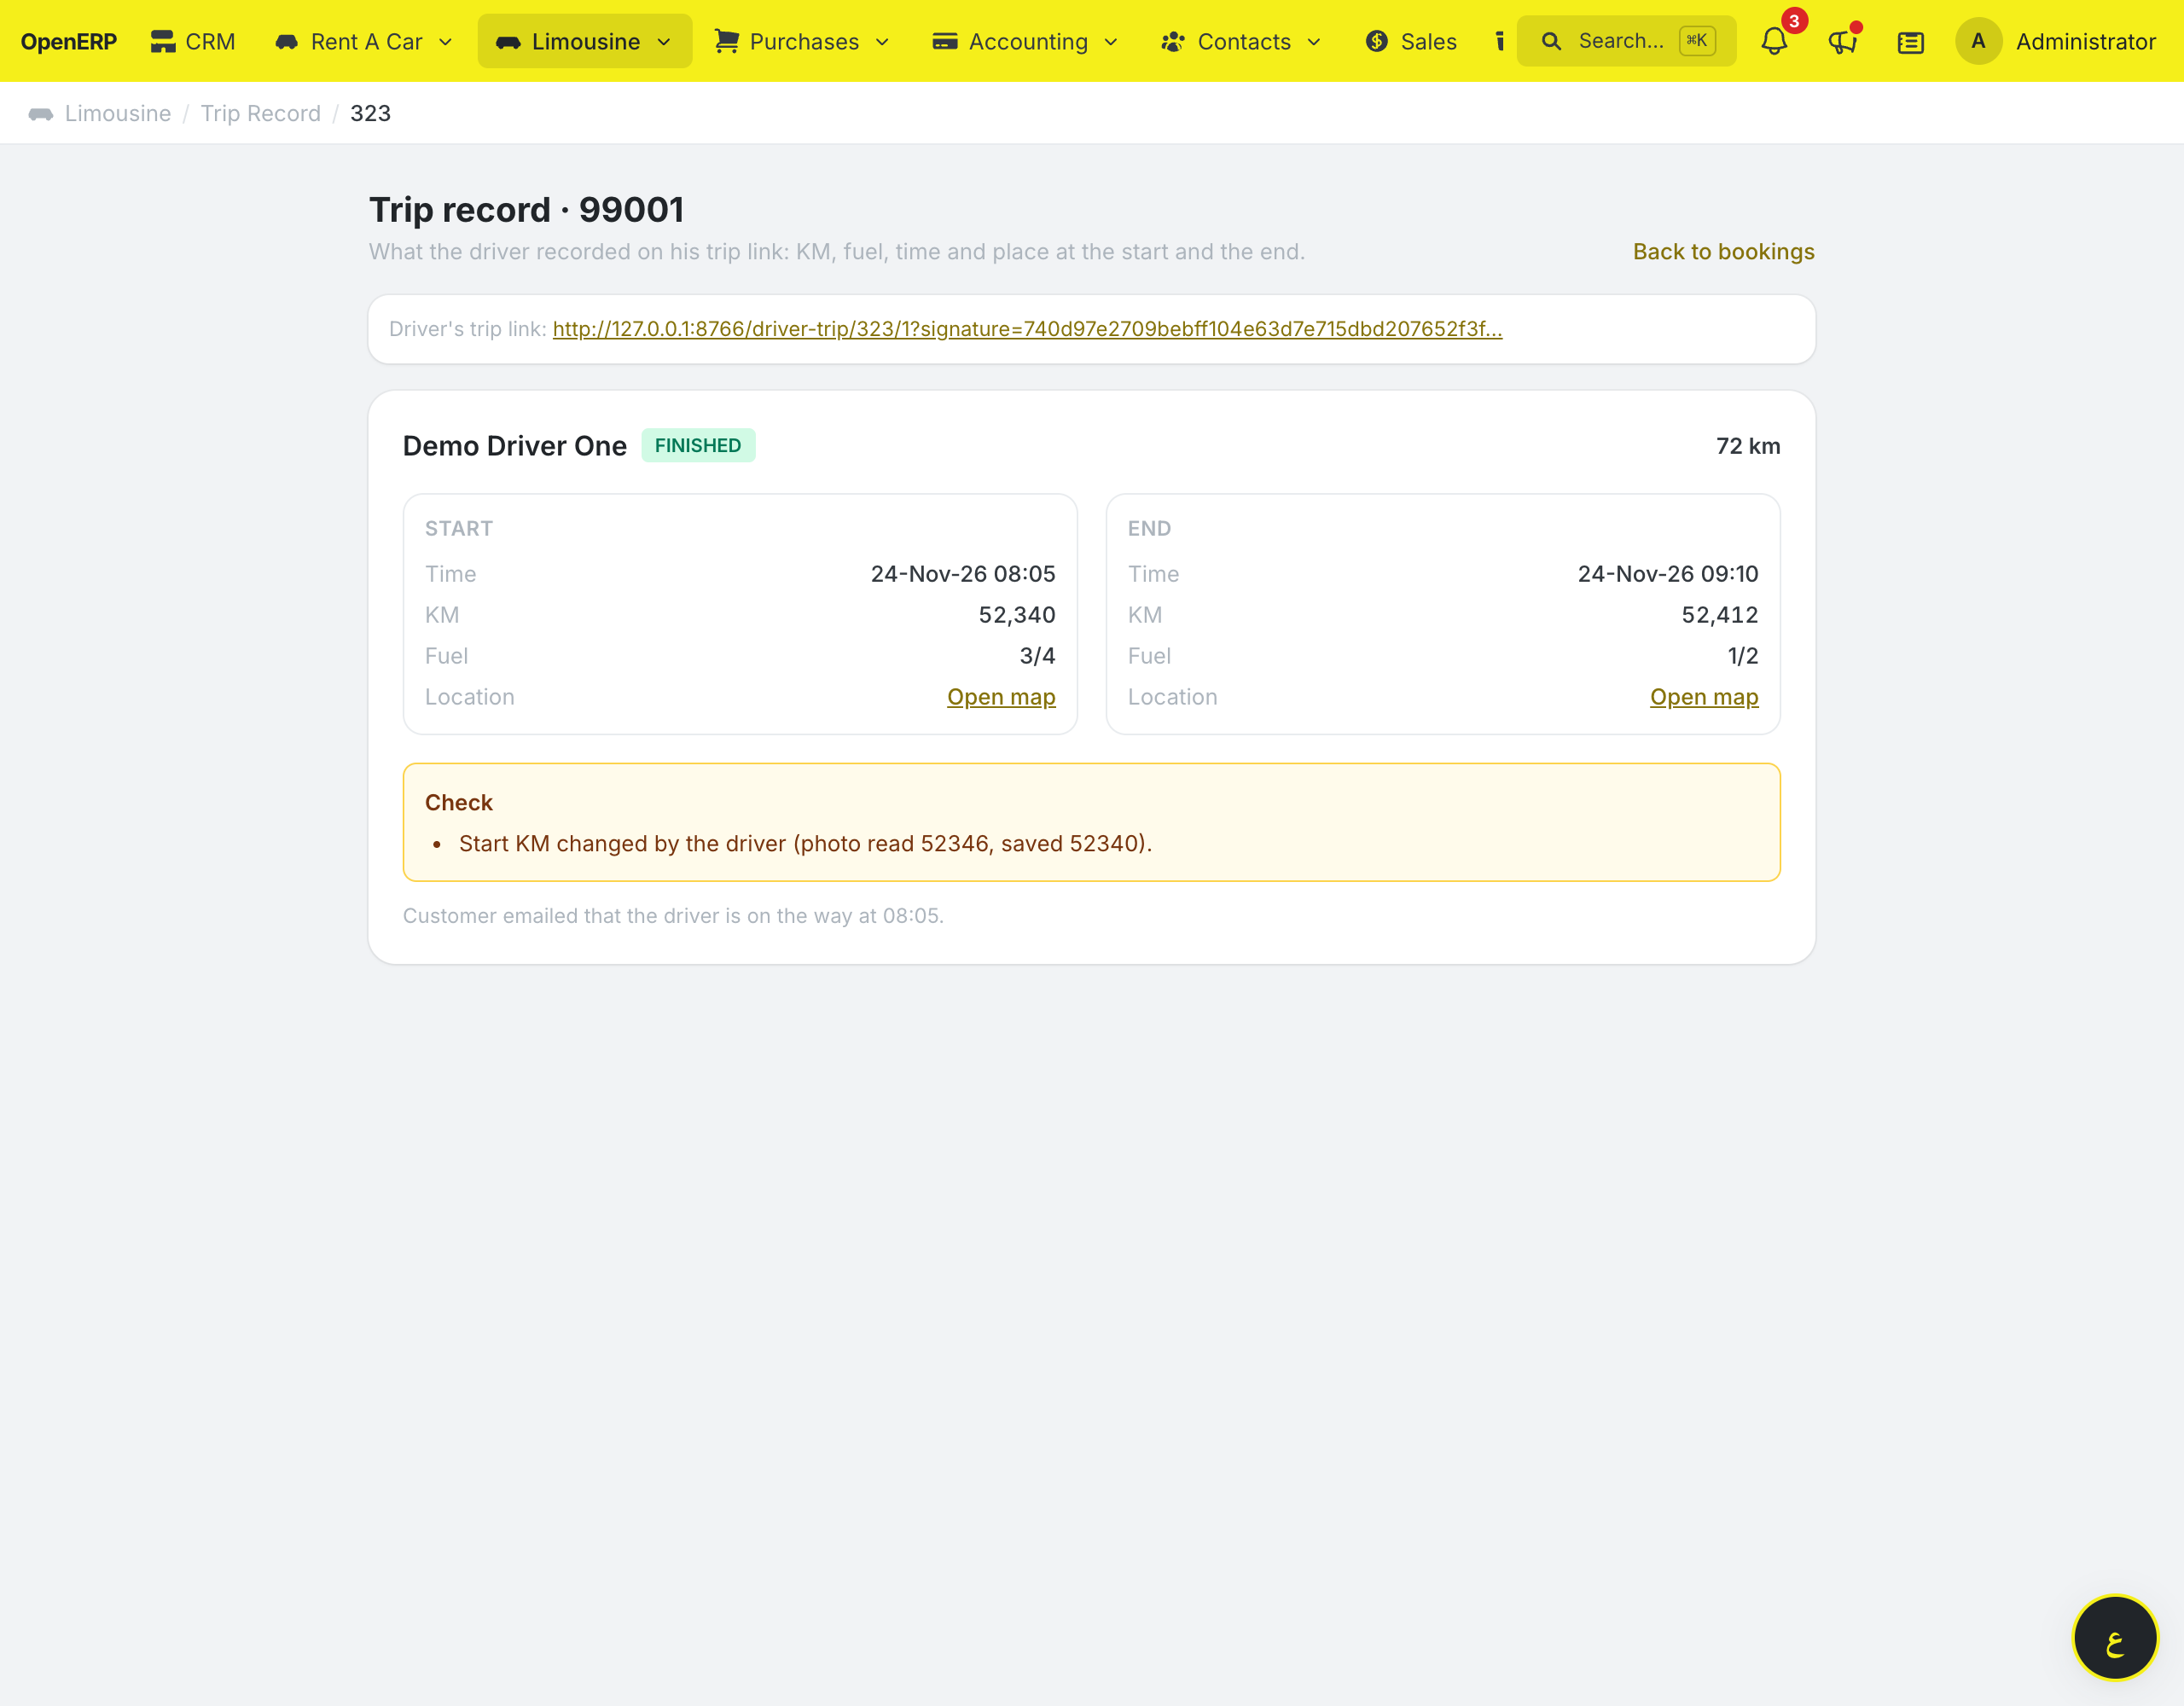 OpenERP CRM Rent A Car Limousine Purchases Accounting Contacts Sales Search... ⌘K 3 A Administrator
Limousine / Trip Record / 323
Trip record · 99001
What the driver recorded on his trip link: KM, fuel, time and place at the start and the end. Back to bookings
Driver's trip link: http://127.0.0.1:8766/driver-trip/323/1?signature=740d97e2709bebff104e63d7e715dbd207652f3f...
Demo Driver One FINISHED 72 km
START
Time 24-Nov-26 08:05
KM 52,340
Fuel 3/4
Location Open map
END
Time 24-Nov-26 09:10
KM 52,412
Fuel 1/2
Location Open map
Check
• Start KM changed by the driver (photo read 52346, saved 52340).
Customer emailed that the driver is on the way at 08:05.
ع